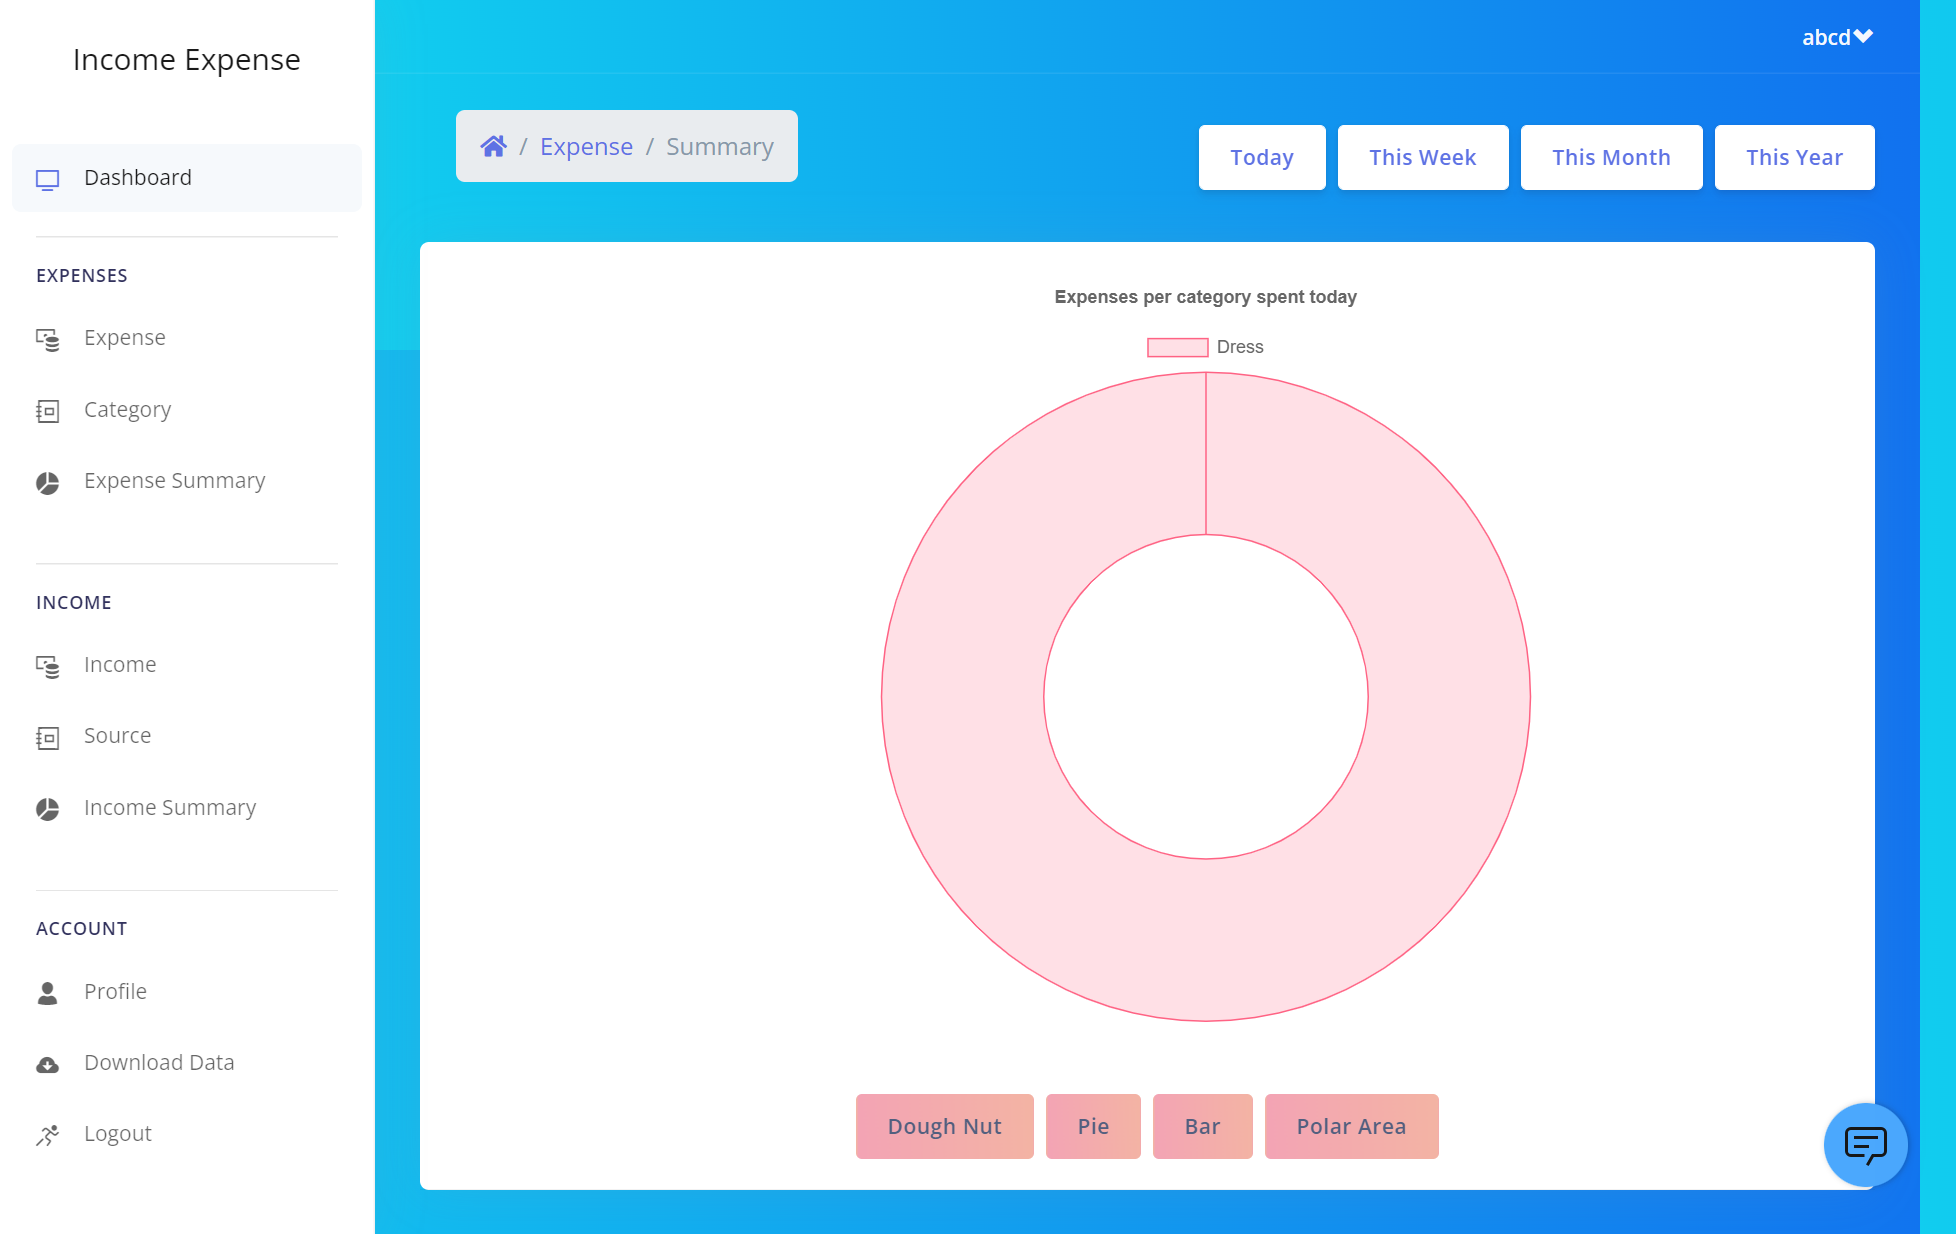 Income Expense
abcd
/ Expense / Summary
Today
This Week
This Month
This Year
Dashboard
EXPENSES
Expense
Category
Expense Summary
INCOME
Income
Source
Income Summary
ACCOUNT
Profile
Download Data
Logout
Expenses per category spent today
Dress
Dough Nut
Pie
Bar
Polar Area